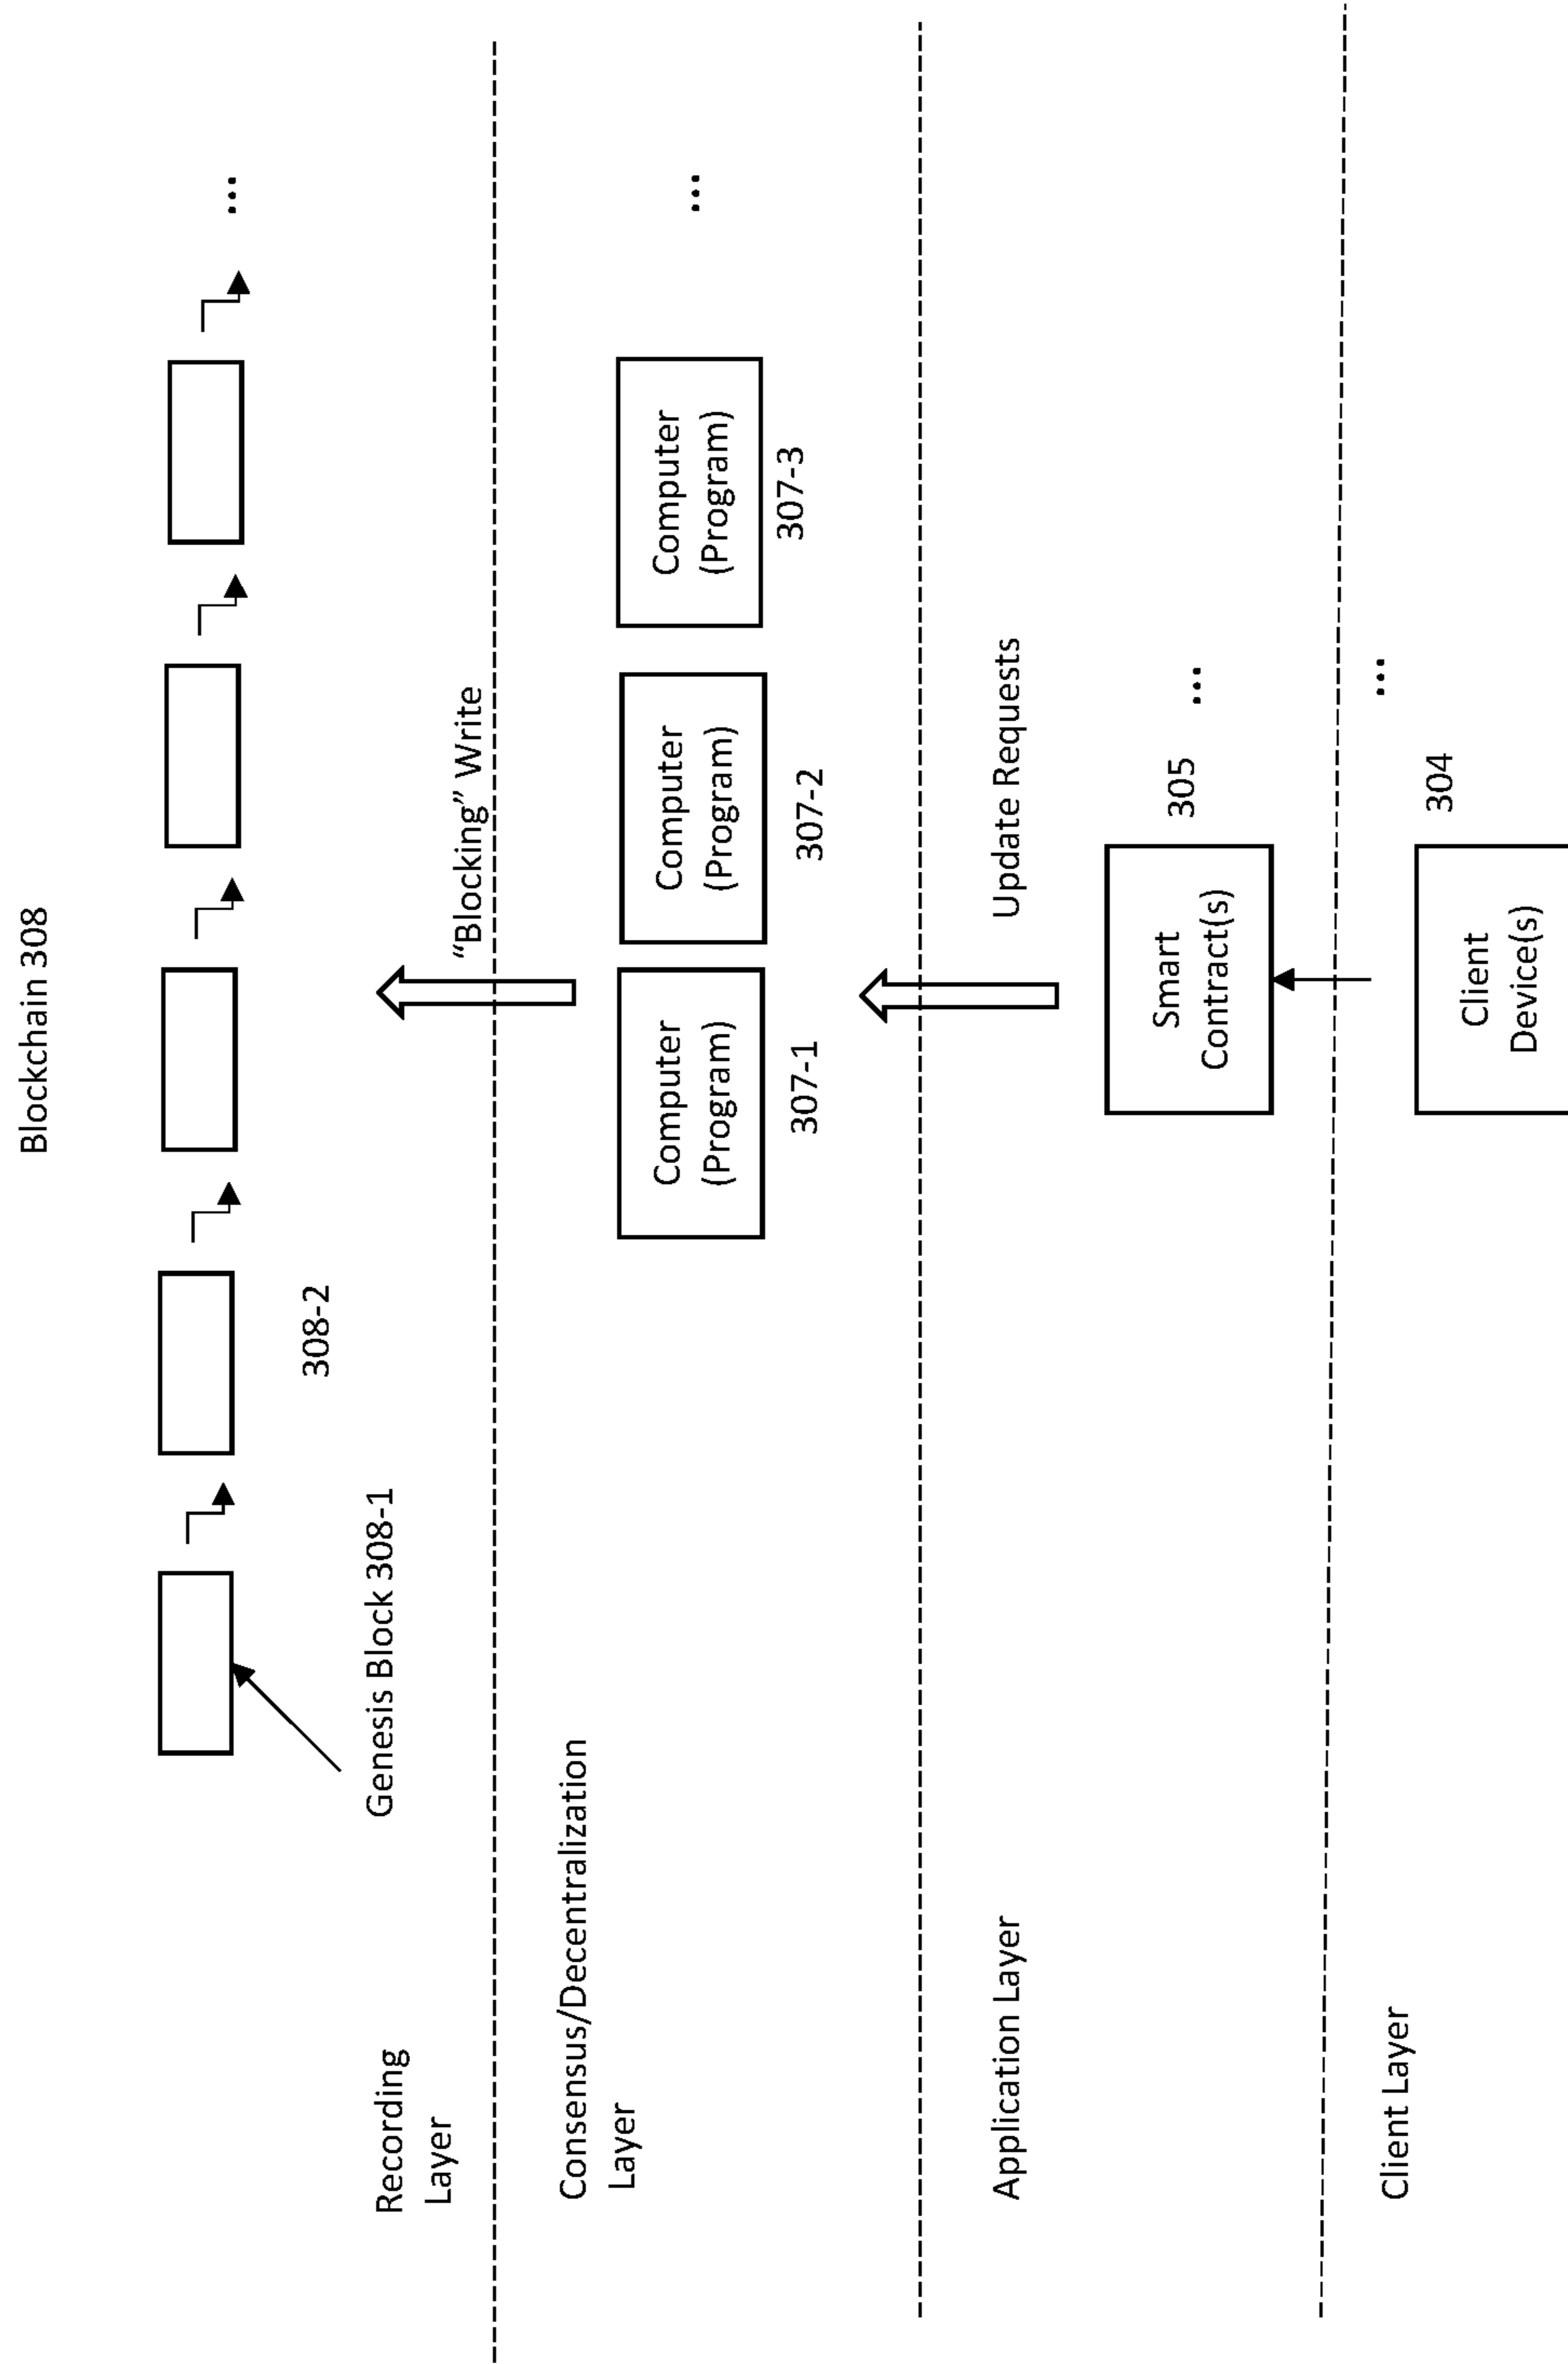 Blockchain 308
...
308-2
Genesis Block 308-1
Recording
Layer
“Blocking” Write
Consensus/Decentralization
Layer
Computer
(Program)
307-1
Computer
(Program)
307-2
Computer
(Program)
307-3
...
Application Layer
Update Requests
Smart
Contract(s)
305
...
Client Layer
Client
Device(s)
304
...